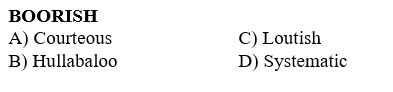 BOORISH
A) Courteous C) Loutish
B) Hullabaloo D) Systematic